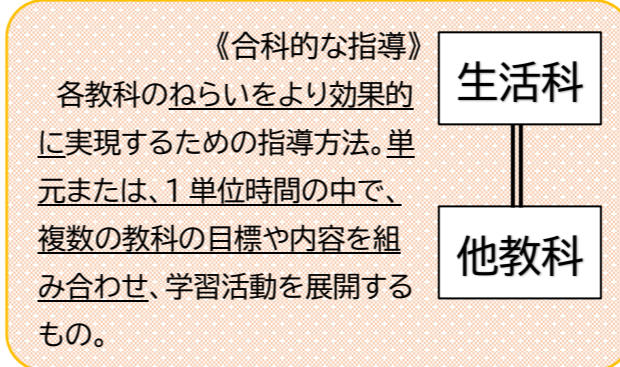 《合科的な指導》
各教科のねらいをより効果的
に実現するための指導方法。単
元または、1単位時間の中で、
複数の教科の目標や内容を組
み合わせ、学習活動を展開する
もの。
生活科
他教科